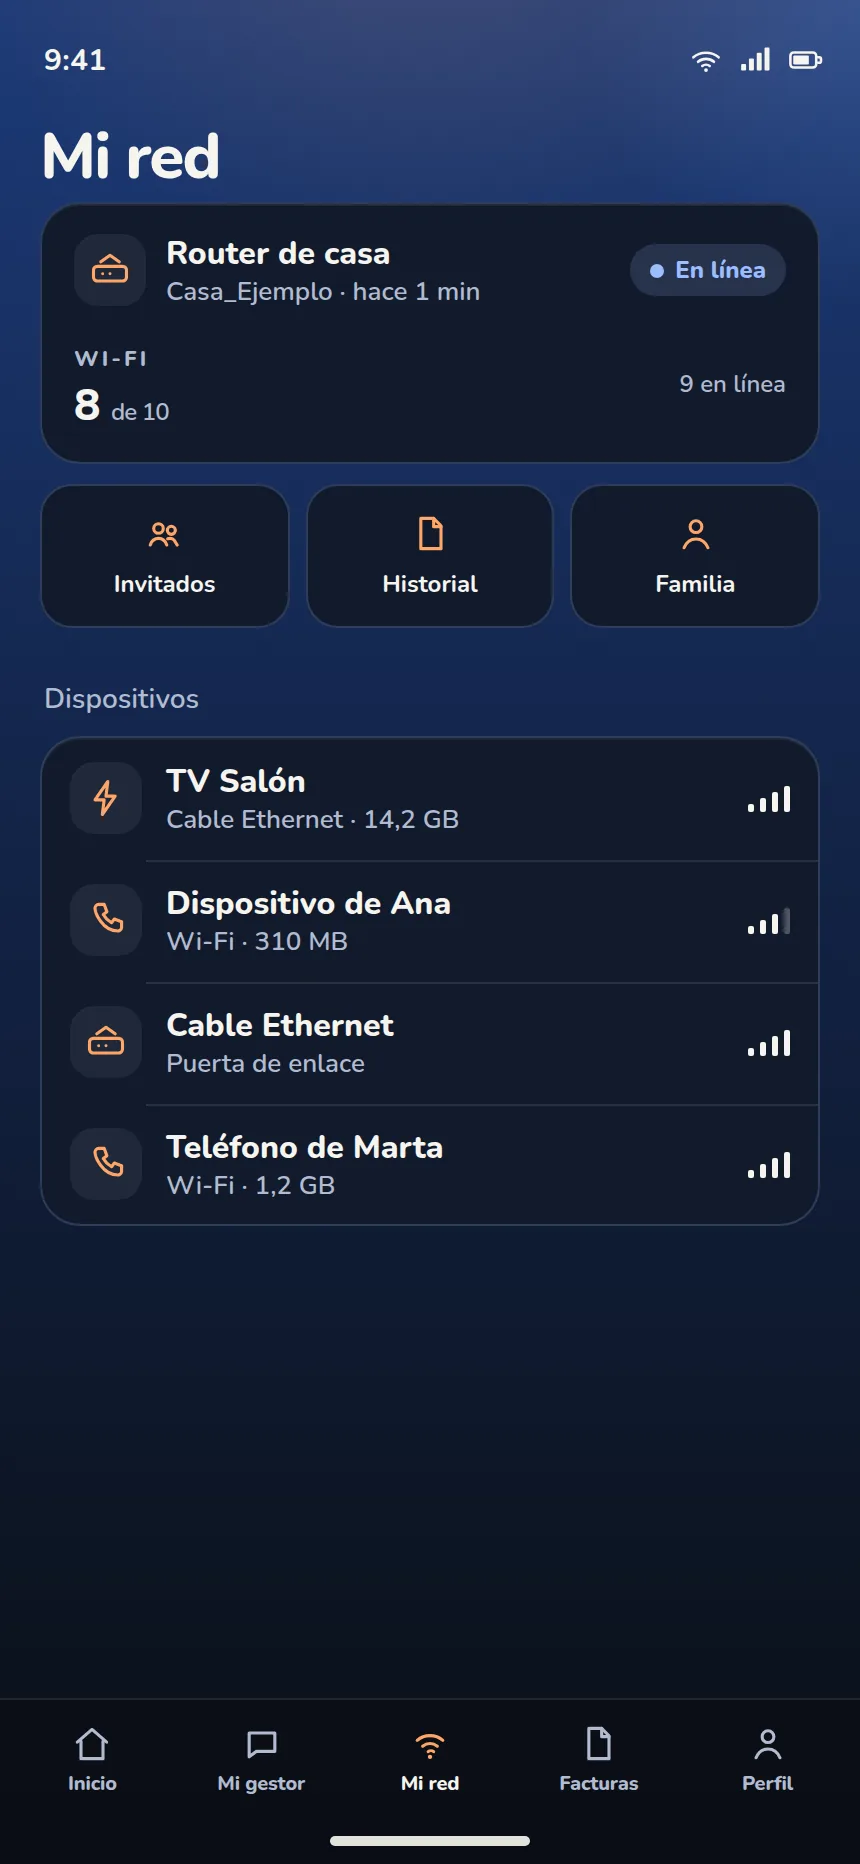 9:41
Mi red
Router de casa
En línea
Casa_Ejemplo · hace 1 min
WI-FI
8 de 10
9 en línea
Invitados
Historial
Familia
Dispositivos
TV Salón
Cable Ethernet · 14,2 GB
Dispositivo de Ana
Wi-Fi · 310 MB
Cable Ethernet
Puerta de enlace
Teléfono de Marta
Wi-Fi · 1,2 GB
Inicio
Mi gestor
Mi red
Facturas
Perfil